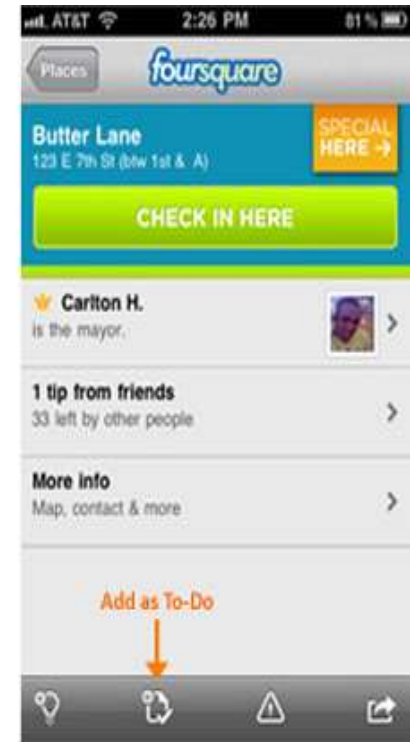 AT&T 2:26 PM 81 %
Places foursquare
Butter Lane
123 E 7th St (btw 1st & A)
SPECIAL
HERE →
CHECK IN HERE
Carlton H.
is the mayor.
1 tip from friends
33 left by other people
More info
Map, contact & more
Add as To-Do